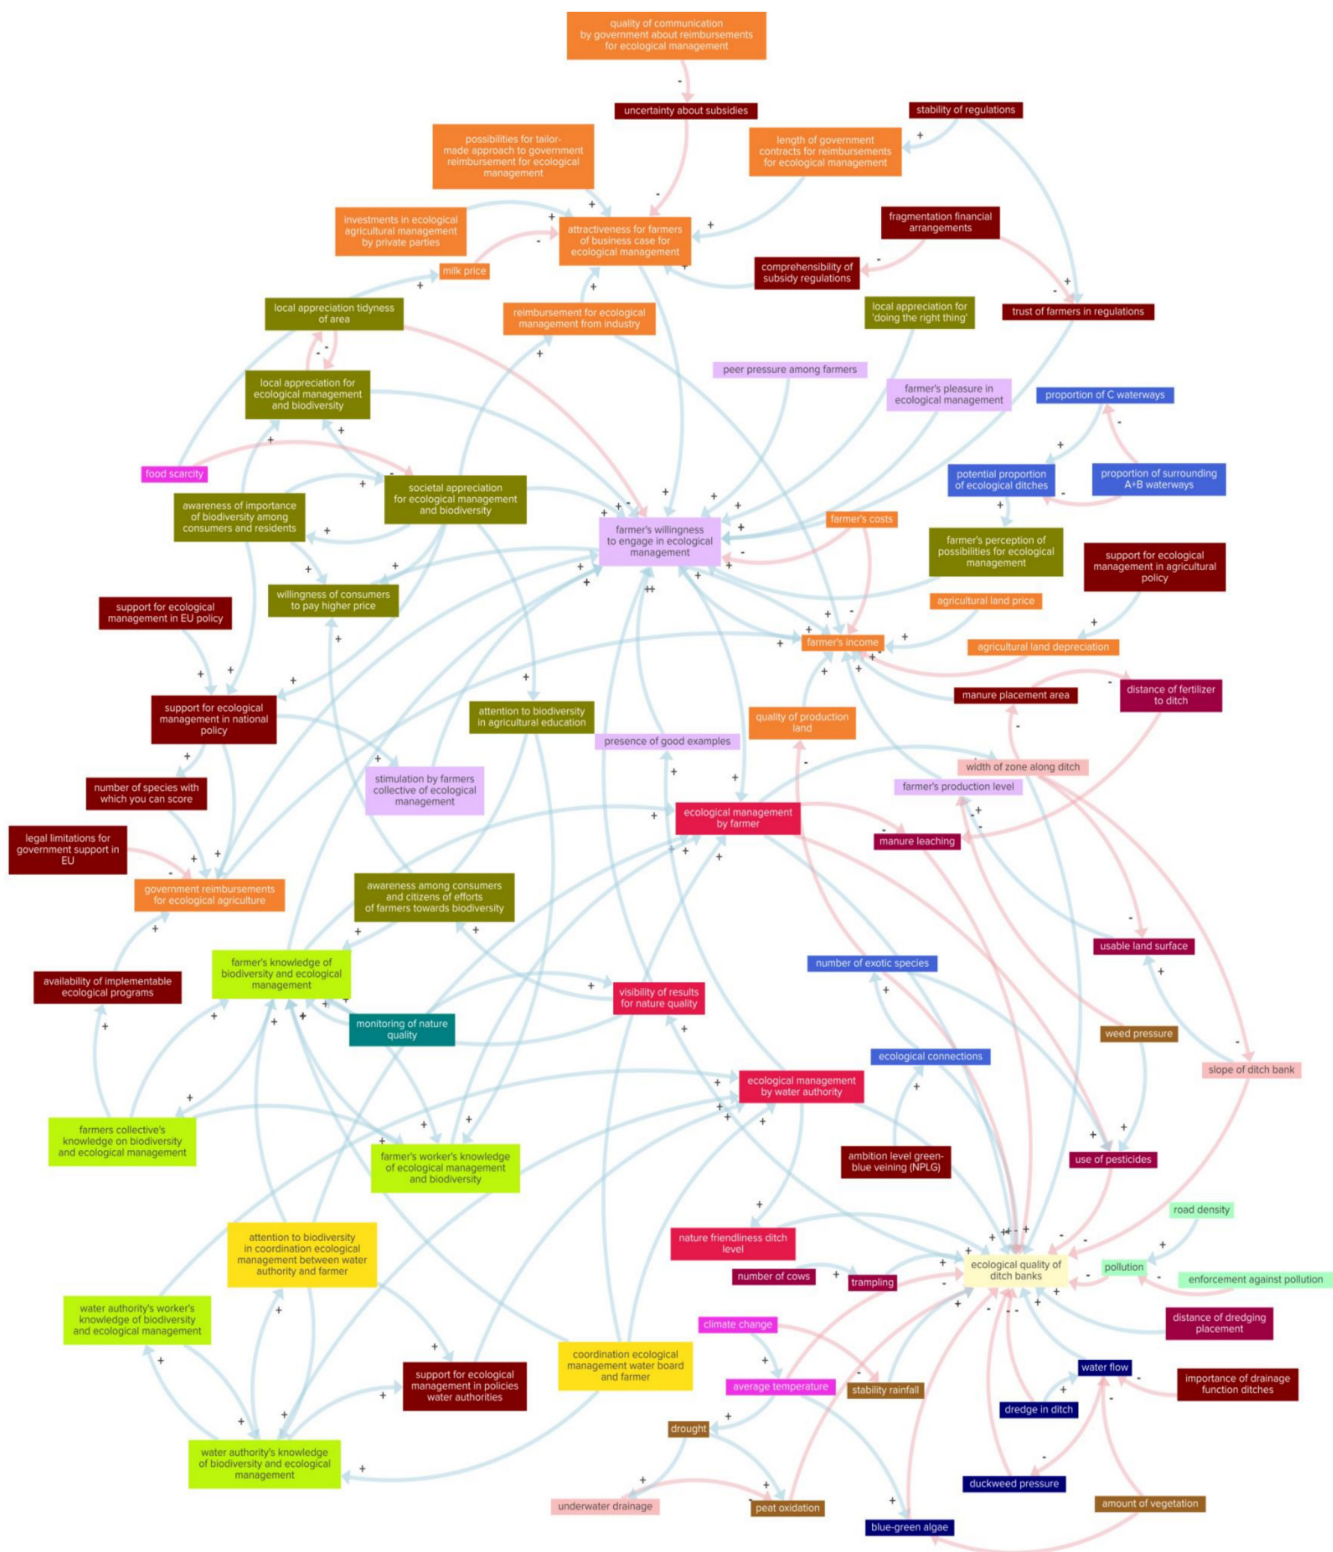 quality of communication
by government about reimbursements
for ecological management
uncertainty about subsidies
stability of regulations
possibilities for tailor-
made approach to government
reimbursement for ecological
management
length of government
contracts for reimbursements
for ecological management
investments in ecological
agricultural management
by private parties
attractiveness for farmers
of business case for
ecological management
fragmentation financial
arrangements
milk price
comprehensibility of
subsidy regulations
local appreciation tidyness
of area
reimbursement for ecological
management from industry
local appreciation for
'doing the right thing'
trust of farmers in regulations
peer pressure among farmers
local appreciation for
ecological management
and biodiversity
farmer's pleasure in
ecological management
proportion of C waterways
food scarcity
societal appreciation
for ecological management
and biodiversity
potential proportion
of ecological ditches
proportion of surrounding
A+B waterways
awareness of importance
of biodiversity among
consumers and residents
farmer's willingness
to engage in ecological
management
farmer's costs
farmer's perception of
possibilities for ecological
management
support for ecological
management in agricultural
policy
willingness of consumers
to pay higher price
support for ecological
management in EU policy
agricultural land price
farmer's income
agricultural land depreciation
support for ecological
management in national
policy
attention to biodiversity
in agricultural education
quality of production
land
manure placement area
distance of fertilizer
to ditch
presence of good examples
width of zone along ditch
number of species with
which you can score
stimulation by farmers
collective of ecological
management
farmer's production level
ecological management
by farmer
manure leaching
legal limitations for
government support in
EU
government reimbursements
for ecological agriculture
awareness among consumers
and citizens of efforts
of farmers towards biodiversity
usable land surface
farmer's knowledge of
biodiversity and ecological
management
number of exotic species
availability of implementable
ecological programs
visibility of results
for nature quality
monitoring of nature
quality
weed pressure
ecological connections
slope of ditch bank
ecological management
by water authority
farmers collective's
knowledge on biodiversity
and ecological management
farmer's worker's knowledge
of ecological management
and biodiversity
ambition level green-
blue veining (NPLG)
use of pesticides
road density
attention to biodiversity
in coordination ecological
management between water
authority and farmer
nature friendliness ditch
level
ecological quality of
ditch banks
pollution
number of cows
trampling
enforcement against pollution
water authority's worker's
knowledge of biodiversity
and ecological management
climate change
distance of dredging
placement
coordination ecological
management water board
and farmer
support for ecological
management in policies
water authorities
water flow
average temperature
stability rainfall
importance of drainage
function ditches
dredge in ditch
drought
water authority's knowledge
of biodiversity and ecological
management
duckweed pressure
underwater drainage
peat oxidation
amount of vegetation
blue-green algae